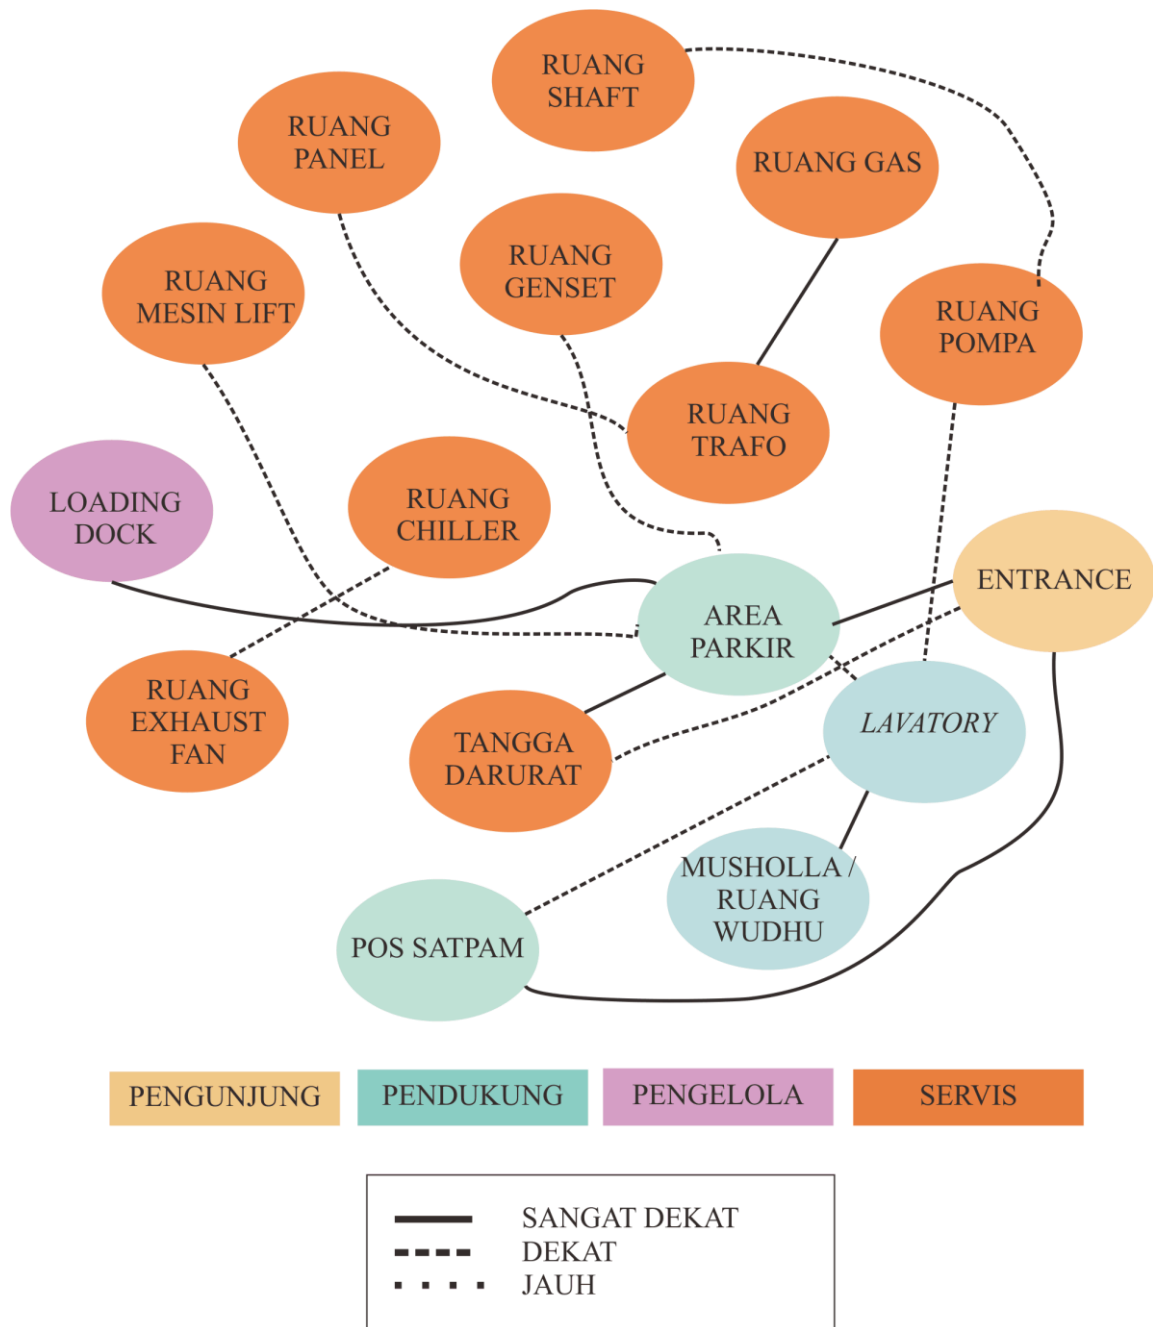 RUANG
SHAFT
RUANG
PANEL
RUANG GAS
RUANG
GENSET
RUANG
MESIN LIFT
RUANG
POMPA
RUANG
TRAFO
LOADING
DOCK
RUANG
CHILLER
ENTRANCE
AREA
PARKIR
RUANG
EXHAUST
FAN
TANGGA
DARURAT
LAVATORY
MUSHOLLA /
RUANG
WUDHU
POS SATPAM
PENGUNJUNG
PENDUKUNG
PENGELOLA
SERVIS
SANGAT DEKAT
DEKAT
JAUH